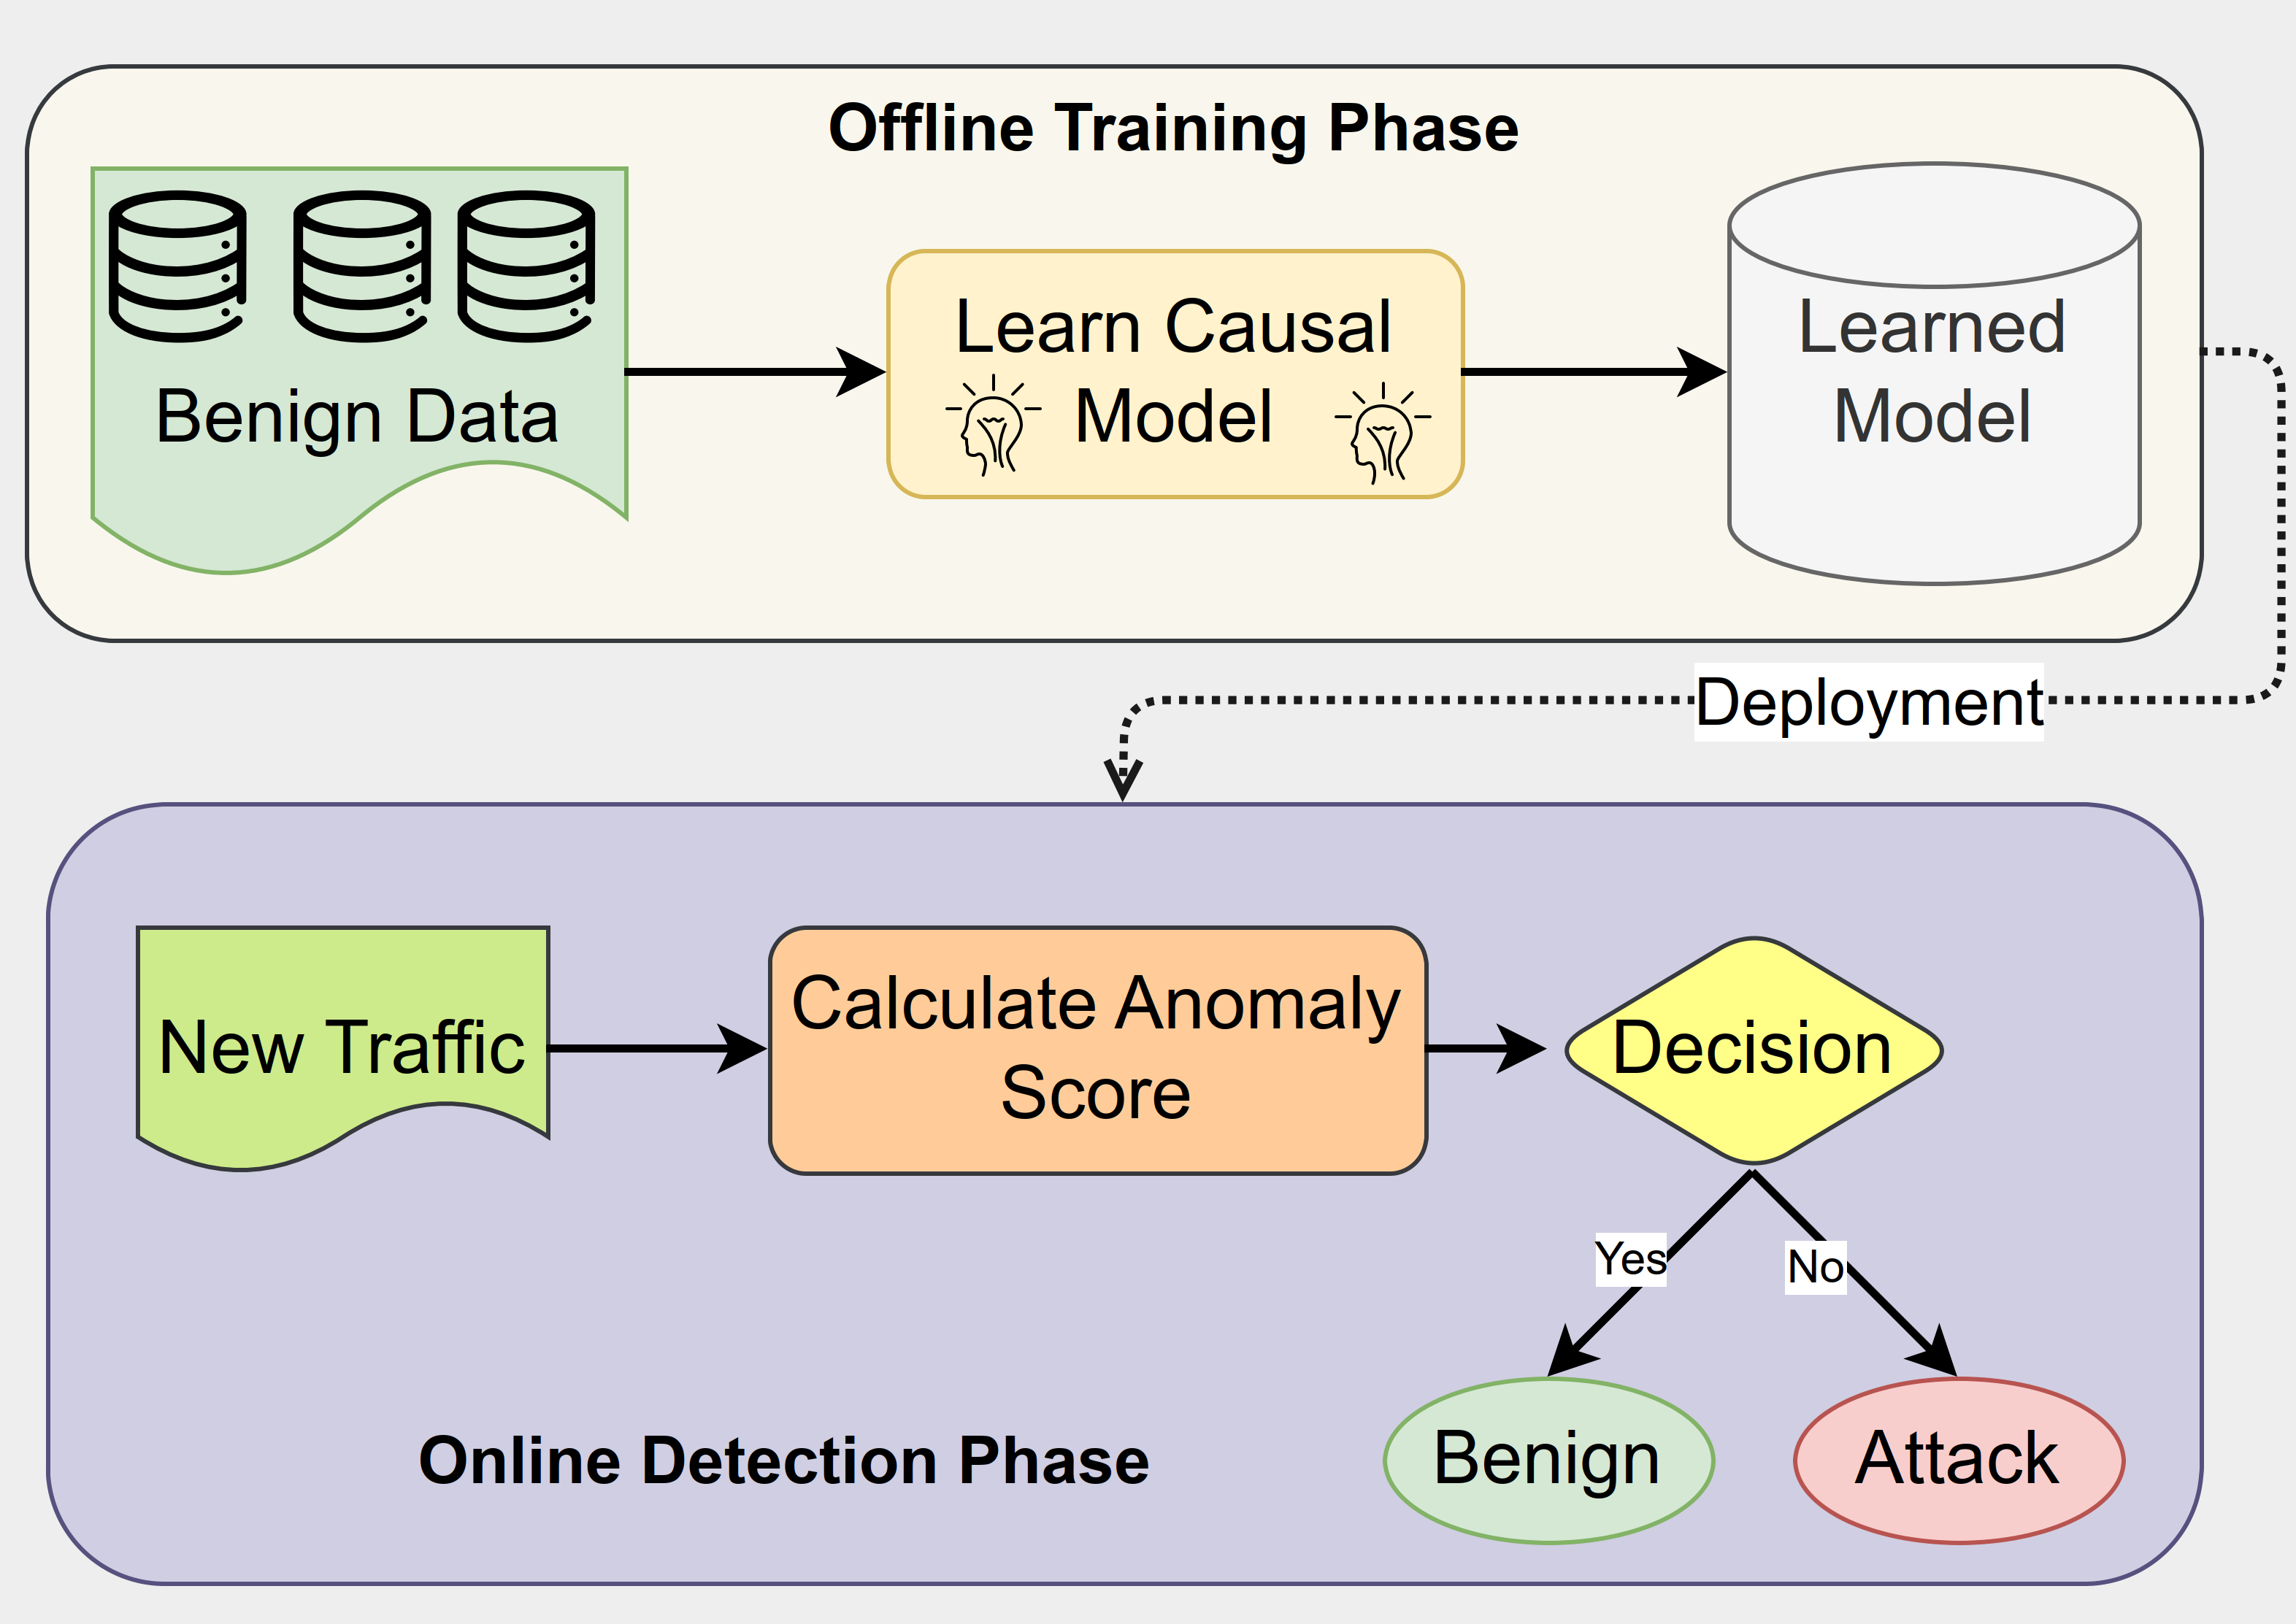 Offline Training Phase
Benign Data
Learn Causal
Model
Learned
Model
Deployment
New Traffic
Calculate Anomaly
Score
Decision
Yes
No
Benign
Attack
Online Detection Phase